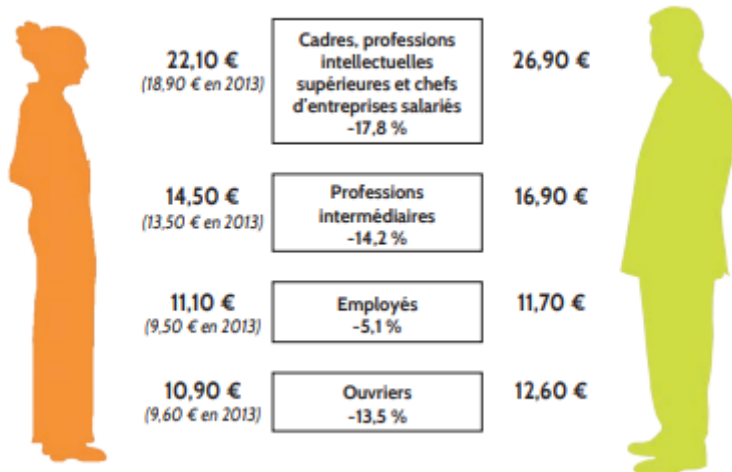 22,10 €
(18,90 € en 2013)
Cadres, professions
intellectuelles
supérieures et chefs
d'entreprises salariés
-17,8 %
26,90 €
14,50 €
(13,50 € en 2013)
Professions
intermédiaires
-14,2 %
16,90 €
11,10 €
(9,50 € en 2013)
Employés
-5,1 %
11,70 €
10,90 €
(9,60 € en 2013)
Ouvriers
-13,5 %
12,60 €